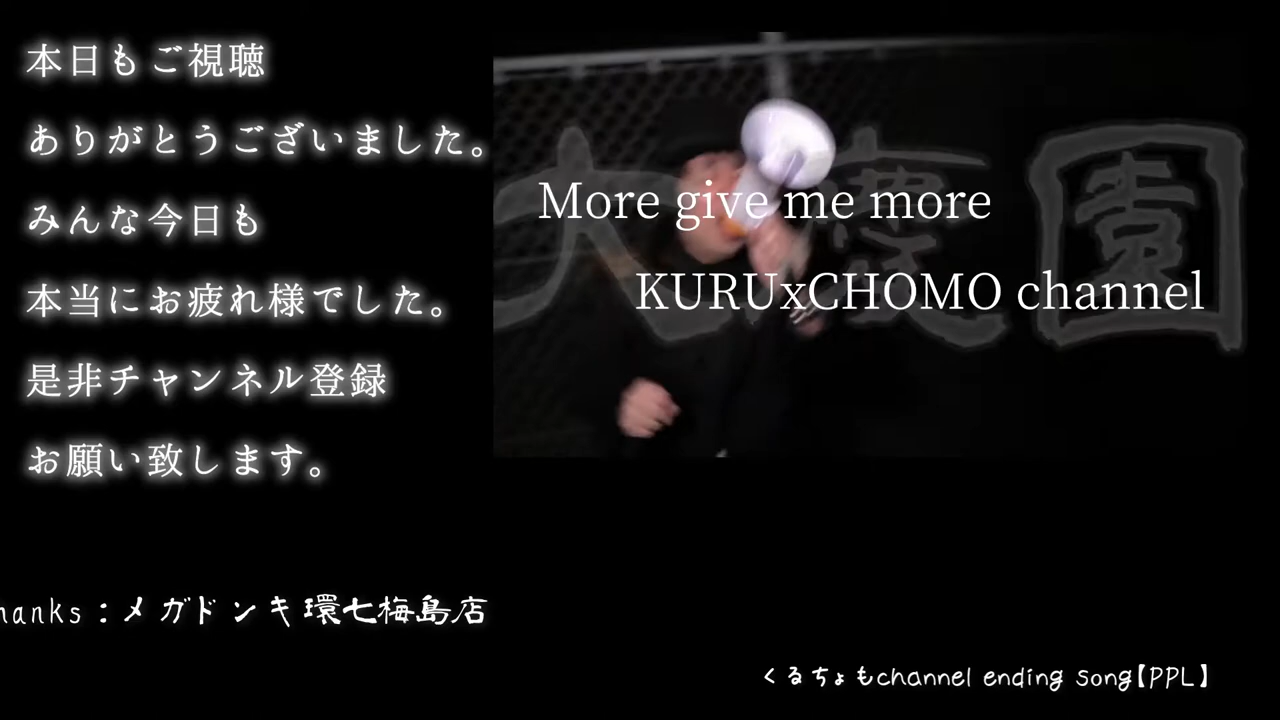 本日もご視聴
ありがとうございました。
みんな今日も
本当にお疲れ様でした。
是非チャンネル登録
お願い致します。
More give me more
KURUxCHOMO channel
hanks：メガドンキ環七梅島店
くるちょもchannel ending song【PPL】